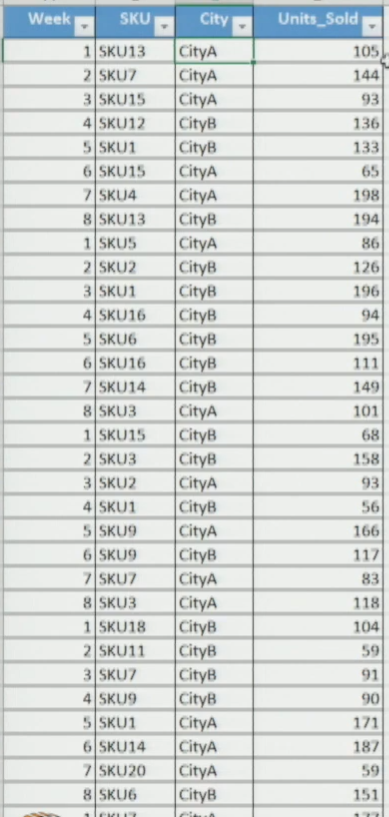 Week SKU City Units_Sold
1 SKU13 CityA 105
2 SKU7 CityA 144
3 SKU15 CityA 93
4 SKU12 CityB 136
5 SKU1 CityB 133
6 SKU15 CityA 65
7 SKU4 CityA 198
8 SKU13 CityB 194
1 SKU5 CityA 86
2 SKU2 CityB 126
3 SKU1 CityB 196
4 SKU16 CityB 94
5 SKU6 CityB 195
6 SKU16 CityB 111
7 SKU14 CityB 149
8 SKU3 CityA 101
1 SKU15 CityB 68
2 SKU3 CityB 158
3 SKU2 CityA 93
4 SKU1 CityB 56
5 SKU9 CityA 166
6 SKU9 CityB 117
7 SKU7 CityA 83
8 SKU3 CityA 118
1 SKU18 CityB 104
2 SKU11 CityB 59
3 SKU7 CityB 91
4 SKU9 CityB 90
5 SKU1 CityA 171
6 SKU14 CityA 187
7 SKU20 CityA 59
8 SKU6 CityB 151